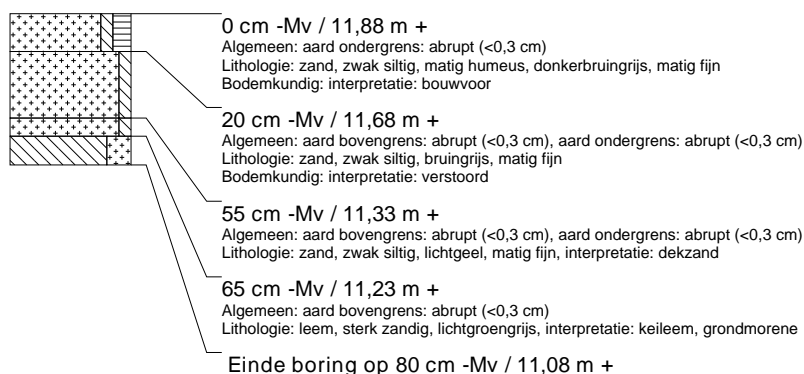 0 cm -Mv / 11,88 m +
Algemeen: aard ondergrens: abrupt (<0,3 cm)
Lithologie: zand, zwak siltig, matig humeus, donkerbruingrijs, matig fijn
Bodemkundig: interpretatie: bouwvoor
20 cm -Mv / 11,68 m +
Algemeen: aard bovengrens: abrupt (<0,3 cm), aard ondergrens: abrupt (<0,3 cm)
Lithologie: zand, zwak siltig, bruingrijs, matig fijn
Bodemkundig: interpretatie: verstoord
55 cm -Mv / 11,33 m +
Algemeen: aard bovengrens: abrupt (<0,3 cm), aard ondergrens: abrupt (<0,3 cm)
Lithologie: zand, zwak siltig, lichtgeel, matig fijn, interpretatie: dekzand
65 cm -Mv / 11,23 m +
Algemeen: aard bovengrens: abrupt (<0,3 cm)
Lithologie: leem, sterk zandig, lichtgroengrijs, interpretatie: keileem, grondmorene
Einde boring op 80 cm -Mv / 11,08 m +